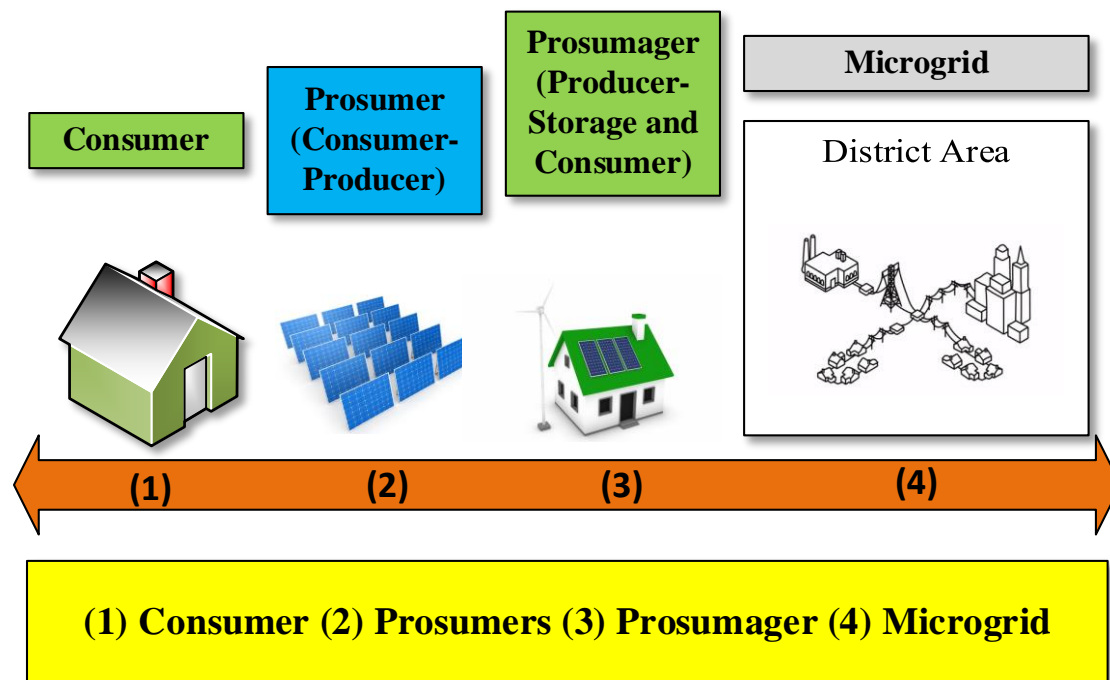 Consumer
Prosumer
(Consumer-
Producer)
Prosumager
(Producer-
Storage and
Consumer)
Microgrid
District Area
(1)
(2)
(3)
(4)
(1) Consumer (2) Prosumers (3) Prosumager (4) Microgrid